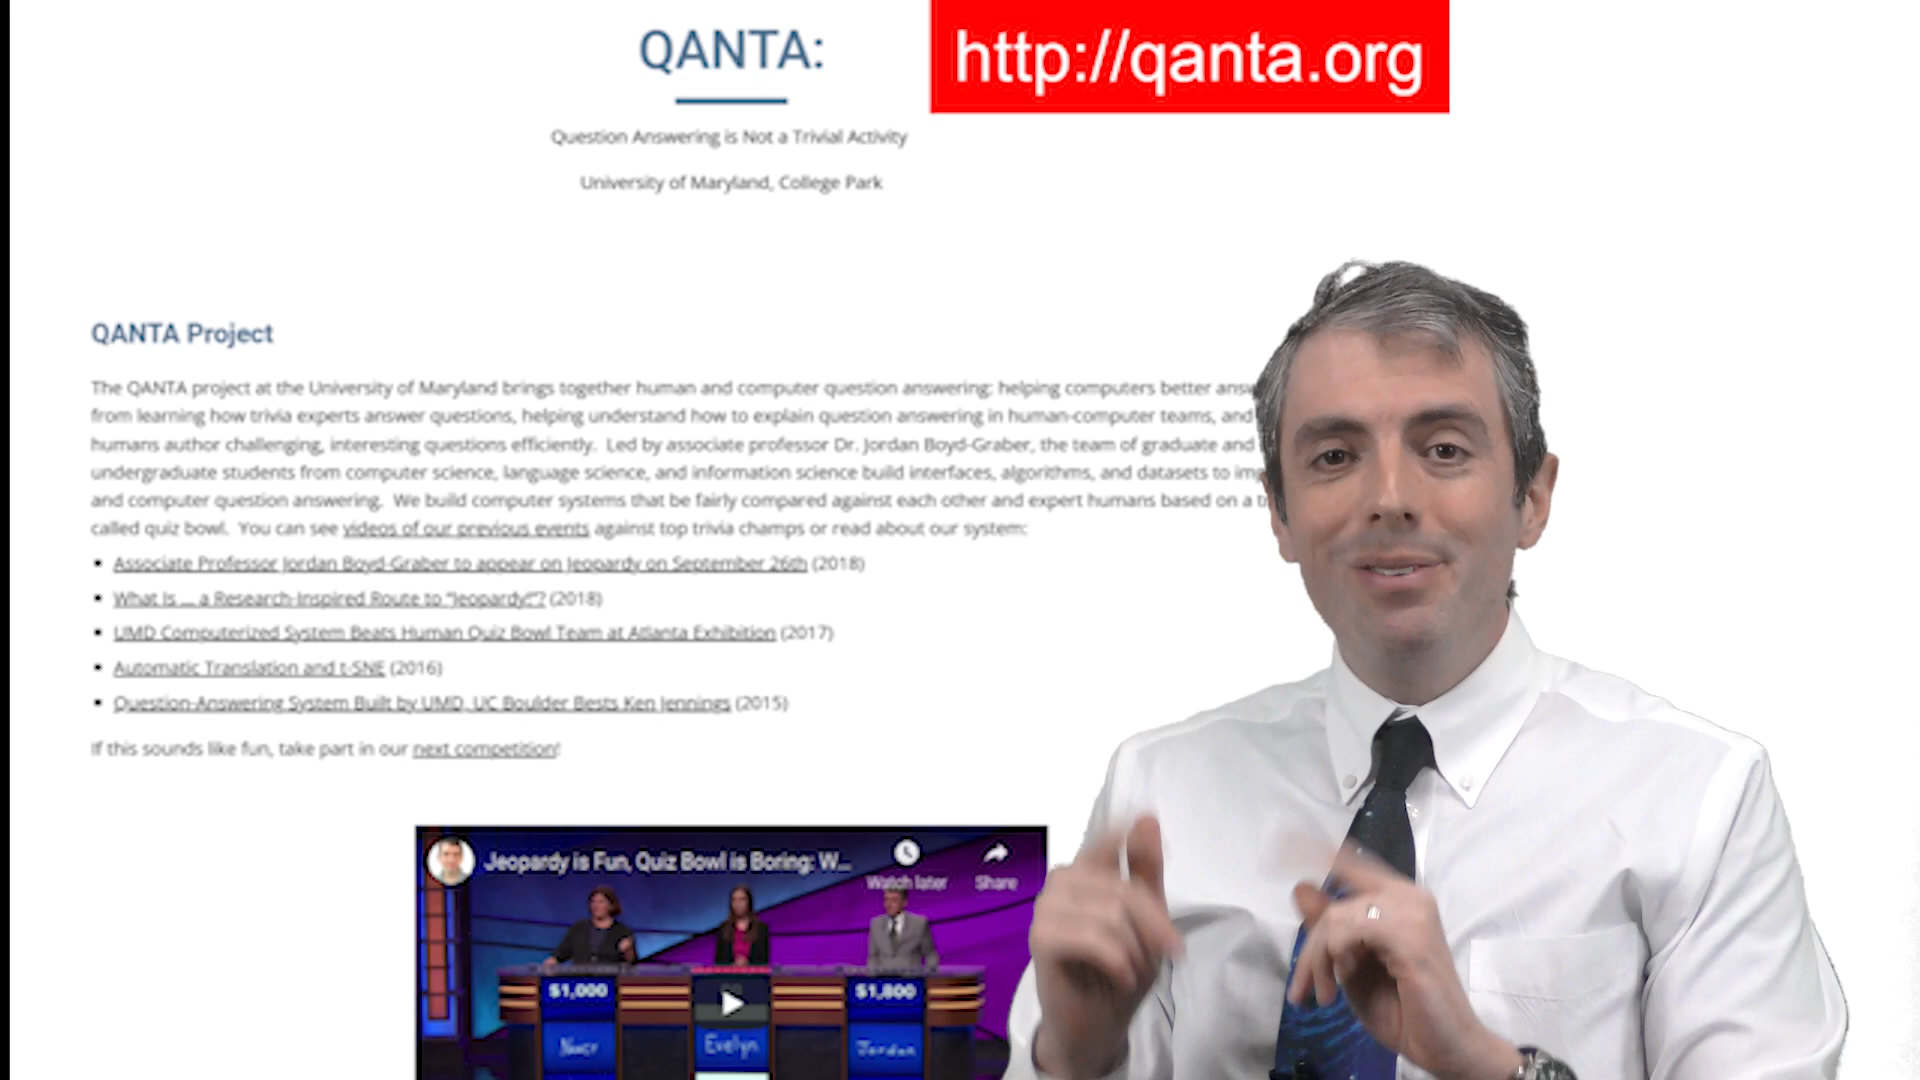 QANTA:
http://qanta.org
Question Answering is Not a Trivial Activity
University of Maryland, College Park
QANTA Project
The QANTA project at the University of Maryland brings together human and computer question answering: helping computers better
from learning how trivia experts answer questions, helping understand how to explain question answering in human-computer teams, and
humans author challenging, interesting questions efficiently. Led by associate professor Dr. Jordan Boyd-Graber, the team of graduate and
undergraduate students from computer science, language science, and information science build interfaces, algorithms, and datasets to
and computer question answering. We build computer systems that be fairly compared against each other and expert humans based on a
called quiz bowl. You can see videos of our previous events against top trivia champs or read about our system:
Associate Professor Jordan Boyd-Graber to appear on Jeopardy on September 26th (2018)
What Is ... a Research-Inspired Route to "Jeopardy!"? (2018)
UMD Computerized System Beats Human Quiz Bowl Team at Atlanta Exhibition (2017)
Automatic Translation and t-SNE (2016)
Question-Answering System Built by UMD, UC Boulder Bests Ken Jennings (2015)
If this sounds like fun, take part in our next competition!
Jeopardy is Fun, Quiz Bowl is Boring: W...
Watch later
Share
$1,000
$1,800
Nancy
Evelyn
Jordan